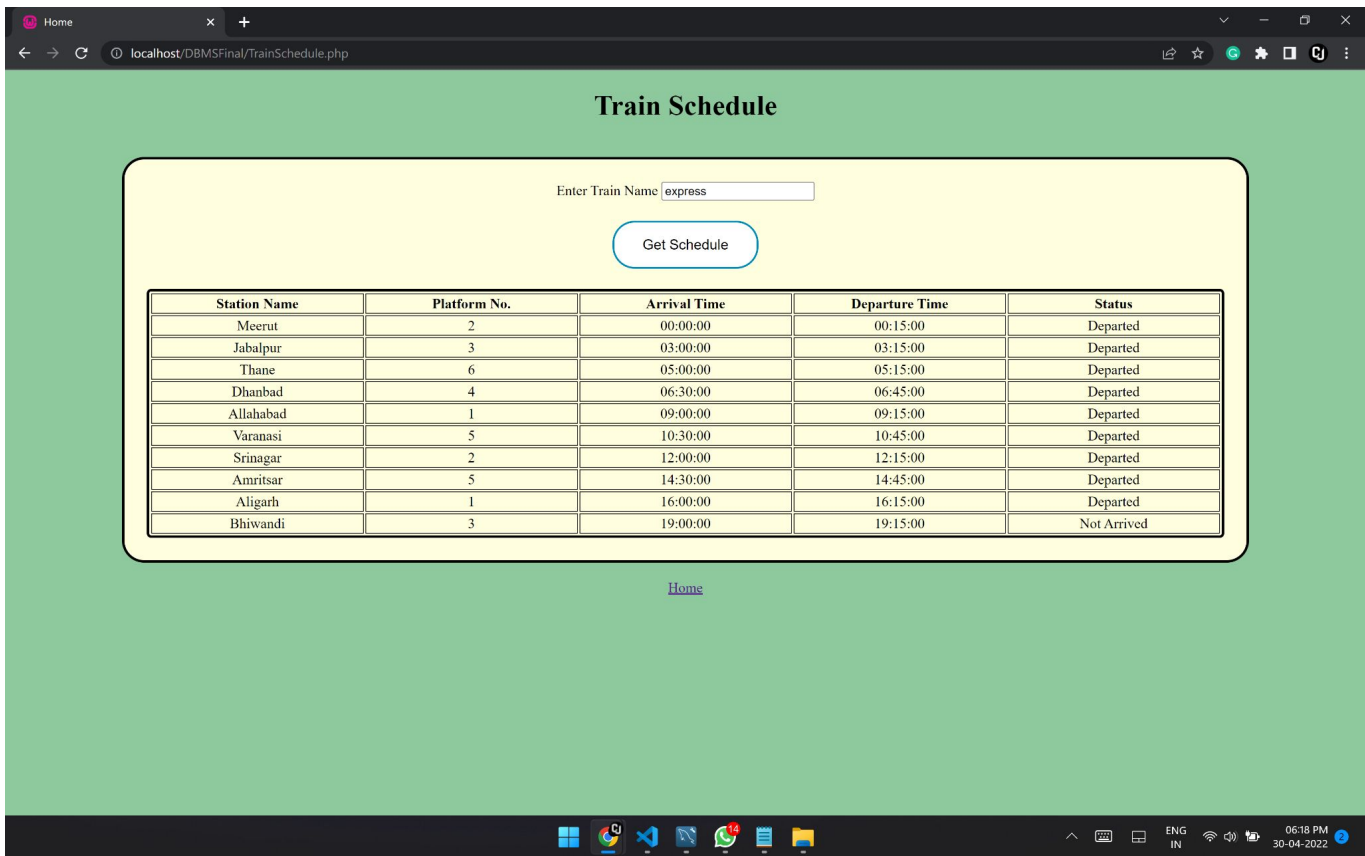 Home
localhost/DBMSFinal/TrainSchedule.php
Train Schedule
Enter Train Name express
Get Schedule
Station Name Platform No. Arrival Time Departure Time Status
Meerut 2 00:00:00 00:15:00 Departed
Jabalpur 3 03:00:00 03:15:00 Departed
Thane 6 05:00:00 05:15:00 Departed
Dhanbad 4 06:30:00 06:45:00 Departed
Allahabad 1 09:00:00 09:15:00 Departed
Varanasi 5 10:30:00 10:45:00 Departed
Srinagar 2 12:00:00 12:15:00 Departed
Amritsar 5 14:30:00 14:45:00 Departed
Aligarh 1 16:00:00 16:15:00 Departed
Bhiwandi 3 19:00:00 19:15:00 Not Arrived
Home
14
ENG 06:18 PM
IN 30-04-2022 2